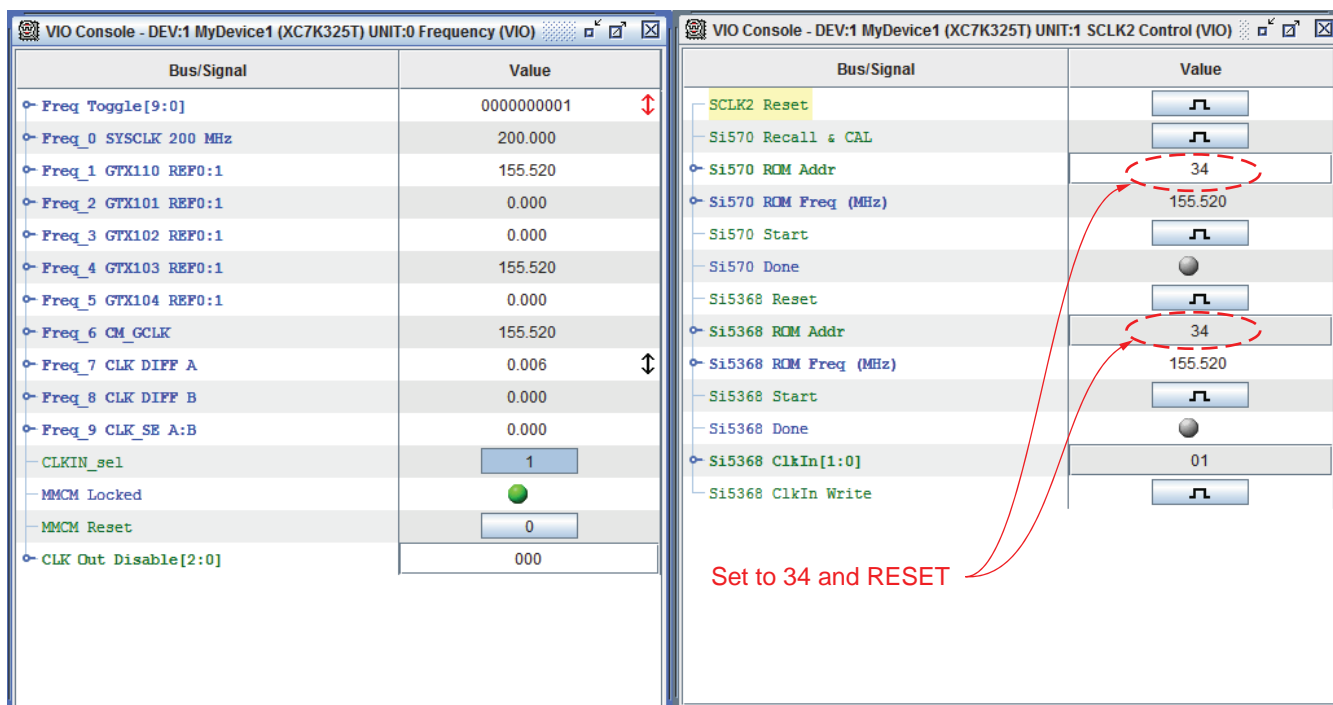 VIO Console - DEV:1 MyDevice1 (XC7K325T) UNIT:0 Frequency (VIO)
Bus/Signal Value
Freq Toggle[9:0] 0000000001
Freq_0 SYSCLK 200 MHz 200.000
Freq_1 GTX110 REF0:1 155.520
Freq_2 GTX101 REF0:1 0.000
Freq_3 GTX102 REF0:1 0.000
Freq_4 GTX103 REF0:1 155.520
Freq_5 GTX104 REF0:1 0.000
Freq_6 CM_GCLK 155.520
Freq_7 CLK DIFF A 0.006
Freq_8 CLK DIFF B 0.000
Freq_9 CLK_SE A:B 0.000
CLKIN_sel 1
MMCM Locked
MMCM Reset 0
CLK Out Disable[2:0] 000
VIO Console - DEV:1 MyDevice1 (XC7K325T) UNIT:1 SCLK2 Control (VIO)
Bus/Signal Value
SCLK2 Reset
Si570 Recall & CAL
Si570 ROM Addr 34
Si570 ROM Freq (MHz) 155.520
Si570 Start
Si570 Done
Si5368 Reset
Si5368 ROM Addr 34
Si5368 ROM Freq (MHz) 155.520
Si5368 Start
Si5368 Done
Si5368 ClkIn[1:0] 01
Si5368 ClkIn Write
Set to 34 and RESET